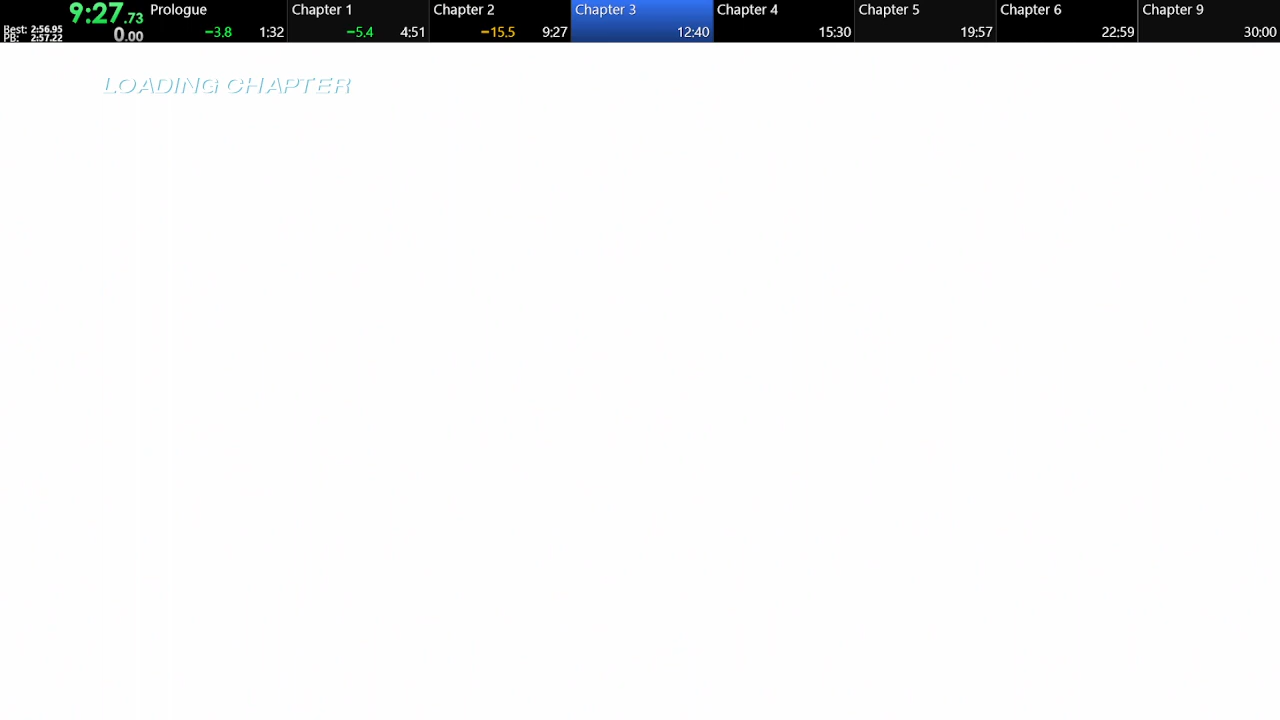 9:27.73
Best: 2:56.95
PB: 2:57.22
0.00
Prologue
-3.8 1:32
Chapter 1
-5.4 4:51
Chapter 2
-15.5 9:27
Chapter 3
12:40
Chapter 4
15:30
Chapter 5
19:57
Chapter 6
22:59
Chapter 9
30:00
LOADING CHAPTER